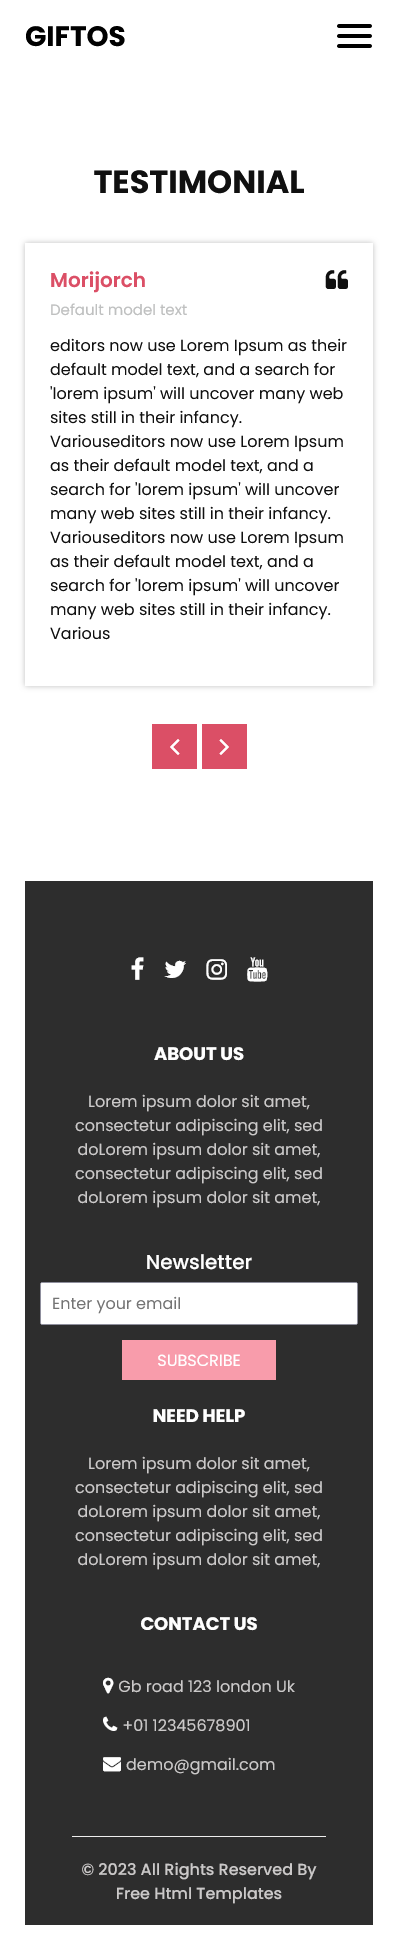 GIFTOS
TESTIMONIAL
Morijorch
Default model text
editors now use Lorem Ipsum as their
default model text, and a search for
'lorem ipsum' will uncover many web
sites still in their infancy.
Variouseditors now use Lorem Ipsum
as their default model text, and a
search for 'lorem ipsum' will uncover
many web sites still in their infancy.
Variouseditors now use Lorem Ipsum
as their default model text, and a
search for 'lorem ipsum' will uncover
many web sites still in their infancy.
Various
You
Tube
ABOUT US
Lorem ipsum dolor sit amet,
consectetur adipiscing elit, sed
doLorem ipsum dolor sit amet,
consectetur adipiscing elit, sed
doLorem ipsum dolor sit amet,
Newsletter
Enter your email
SUBSCRIBE
NEED HELP
Lorem ipsum dolor sit amet,
consectetur adipiscing elit, sed
doLorem ipsum dolor sit amet,
consectetur adipiscing elit, sed
doLorem ipsum dolor sit amet,
CONTACT US
Gb road 123 london Uk
+01 12345678901
demo@gmail.com
© 2023 All Rights Reserved By
Free Html Templates